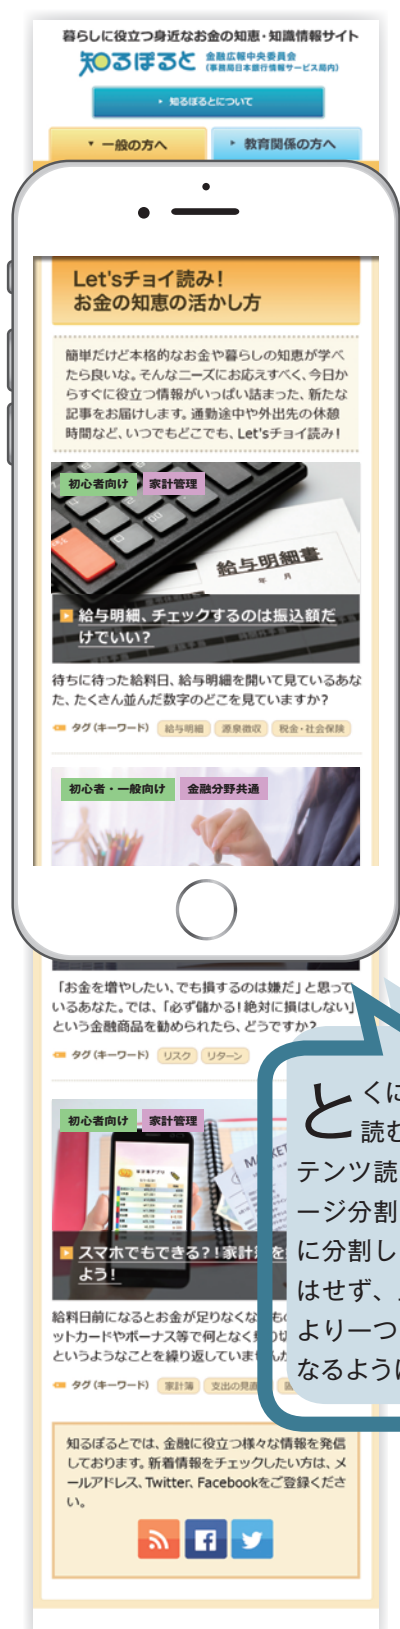 暮らしに役立つ身近なお金の知恵・知識情報サイト
知るぽると 金融広報中央委員会
(事務局日本銀行情報サービス局内)
知るぽるとについて
一般の方へ
教育関係の方へ
Let'sチョイ読み!
お金の知恵の活かし方
簡単だけど本格的なお金や暮らしの知恵が学べ
たら良いな。そんなニーズにお応えすべく、今日か
らすぐに役立つ情報がいっぱい詰まった、新たな
記事をお届けします。通勤途中や外出先の休憩
時間など、いつでもどこでも、Let'sチョイ読み!
初心者向け 家計管理
給与明細書
年 月
給与明細、チェックするのは振込額だ
けでいい?
待ちに待った給料日、給与明細を開いて見ているあな
た、たくさん並んだ数字のどこを見ていますか?
タグ(キーワード) 給与明細 源泉徴収 税金・社会保険
初心者・一般向け 金融分野共通
「お金を増やしたい、でも損するのは嫌だ」と思って
いるあなた。では、「必ず儲かる!絶対に損はしない」
という金融商品を勧められたら、どうですか?
タグ(キーワード) リスク リターン
初心者向け 家計管理
MARKET
スマホでもできる?!家計簿を
よう!
給料日前になるとお金が足りなくな
ットカードやボーナス等で何となく乗り切
というようなことを繰り返していませんか
タグ(キーワード) 家計簿 支出の見直
知るぽるとでは、金融に役立つ様々な情報を発信
しております。新着情報をチェックしたい方は、メ
ールアドレス、Twitter、Facebookをご登録くださ
い。
とくに
読む
テンツ読
ージ分割
に分割し
はせず、
より一つ
なるように